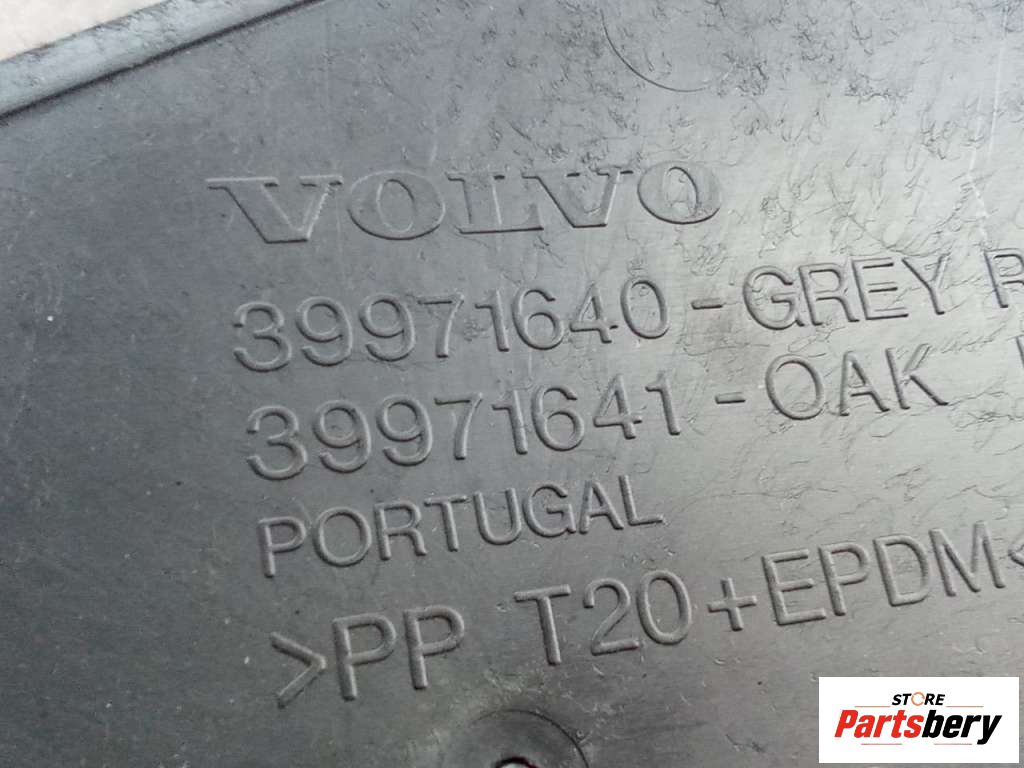 VOLVO
39971640-GREY R
39971641-OAK
PORTUGAL
>PP T20+EPDM<
STORE
Partsbery